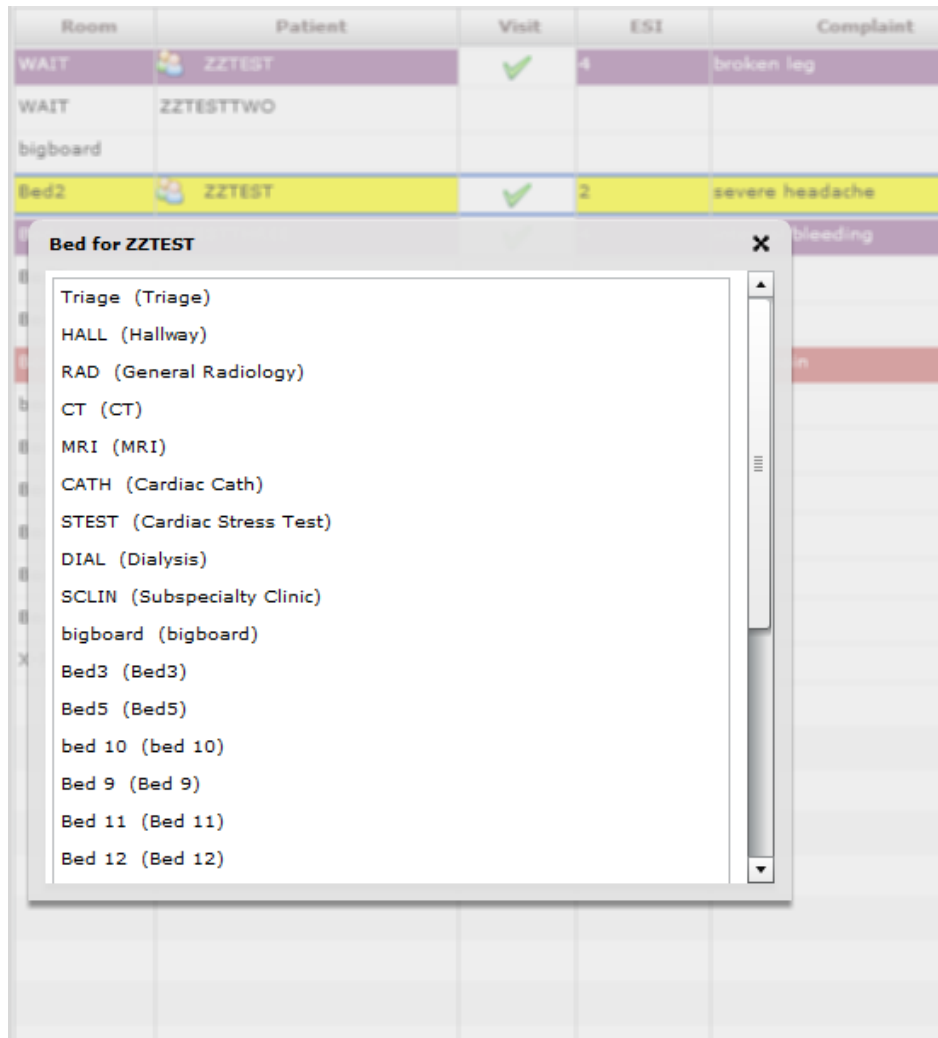 Room Patient Visit ESI Complaint
WAIT ZZTEST 4 broken leg
WAIT ZZTESTTWO
bigboard
Bed2 ZZTEST 2 severe headache
bleeding
Bed for ZZTEST
Triage (Triage)
HALL (Hallway)
RAD (General Radiology)
CT (CT)
MRI (MRI)
CATH (Cardiac Cath)
STEST (Cardiac Stress Test)
DIAL (Dialysis)
SCLIN (Subspecialty Clinic)
bigboard (bigboard)
Bed3 (Bed3)
Bed5 (Bed5)
bed 10 (bed 10)
Bed 9 (Bed 9)
Bed 11 (Bed 11)
Bed 12 (Bed 12)